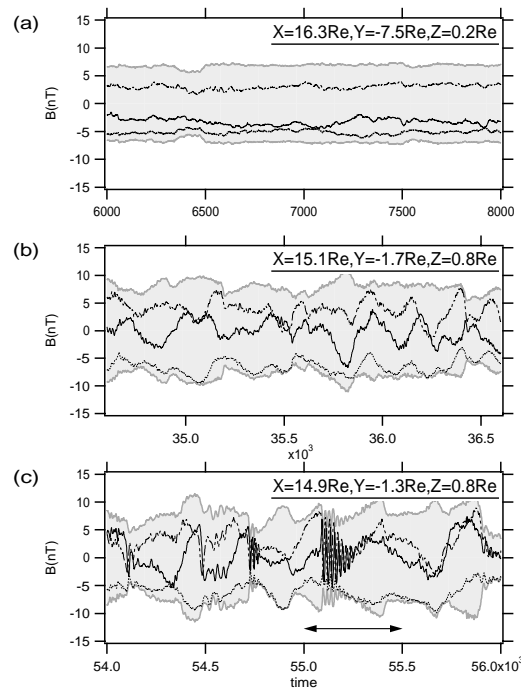 (a)
X=16.3Re,Y=-7.5Re,Z=0.2Re
15
10
5
0
-5
-10
-15
B(nT)
6000 6500 7000 7500 8000
(b)
X=15.1Re,Y=-1.7Re,Z=0.8Re
15
10
5
0
-5
-10
-15
B(nT)
35.0 35.5 36.0 36.5
x10³
(c)
X=14.9Re,Y=-1.3Re,Z=0.8Re
15
10
5
0
-5
-10
-15
B(nT)
54.0 54.5 55.0 55.5 56.0x10³
time